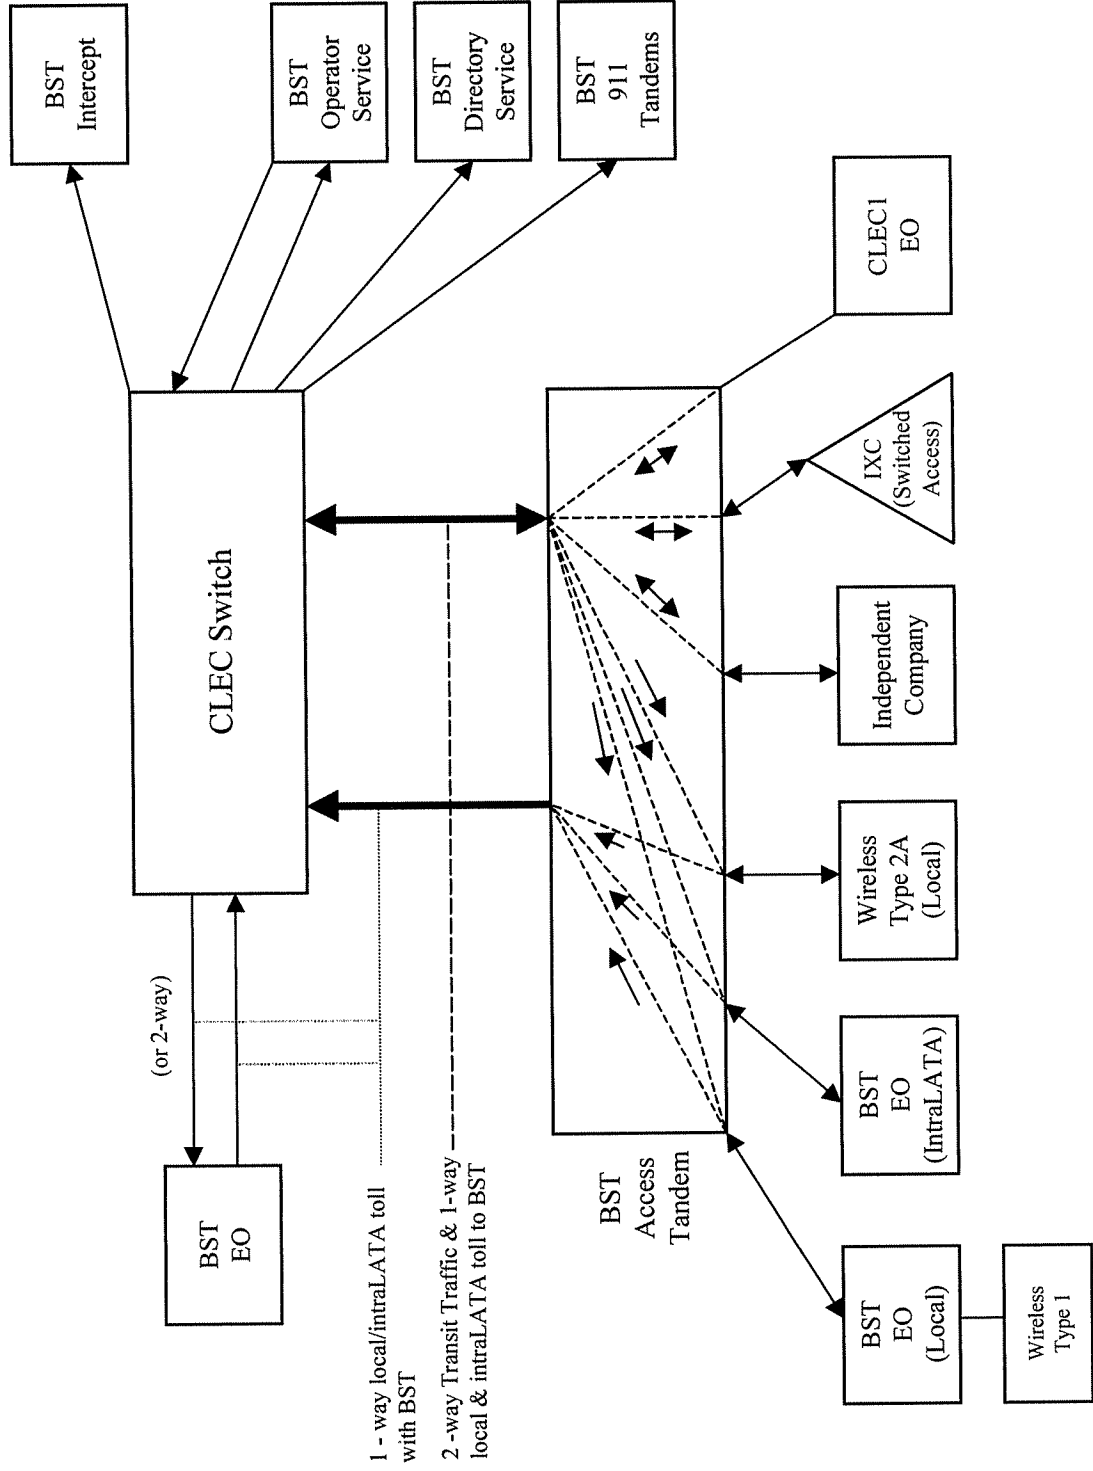 BST
Intercept
BST
Operator
Service
BST
Directory
Service
BST
911
Tandems
CLEC Switch
(or 2-way)
BST
EO
1 - way local/intraLATA toll
with BST
2 -way Transit Traffic & 1-way
local & intraLATA toll to BST
BST
Access
Tandem
CLEC1
EO
IXC
(Switched
Access)
Independent
Company
Wireless
Type 2A
(Local)
BST
EO
(IntraLATA)
BST
EO
(Local)
Wireless
Type 1